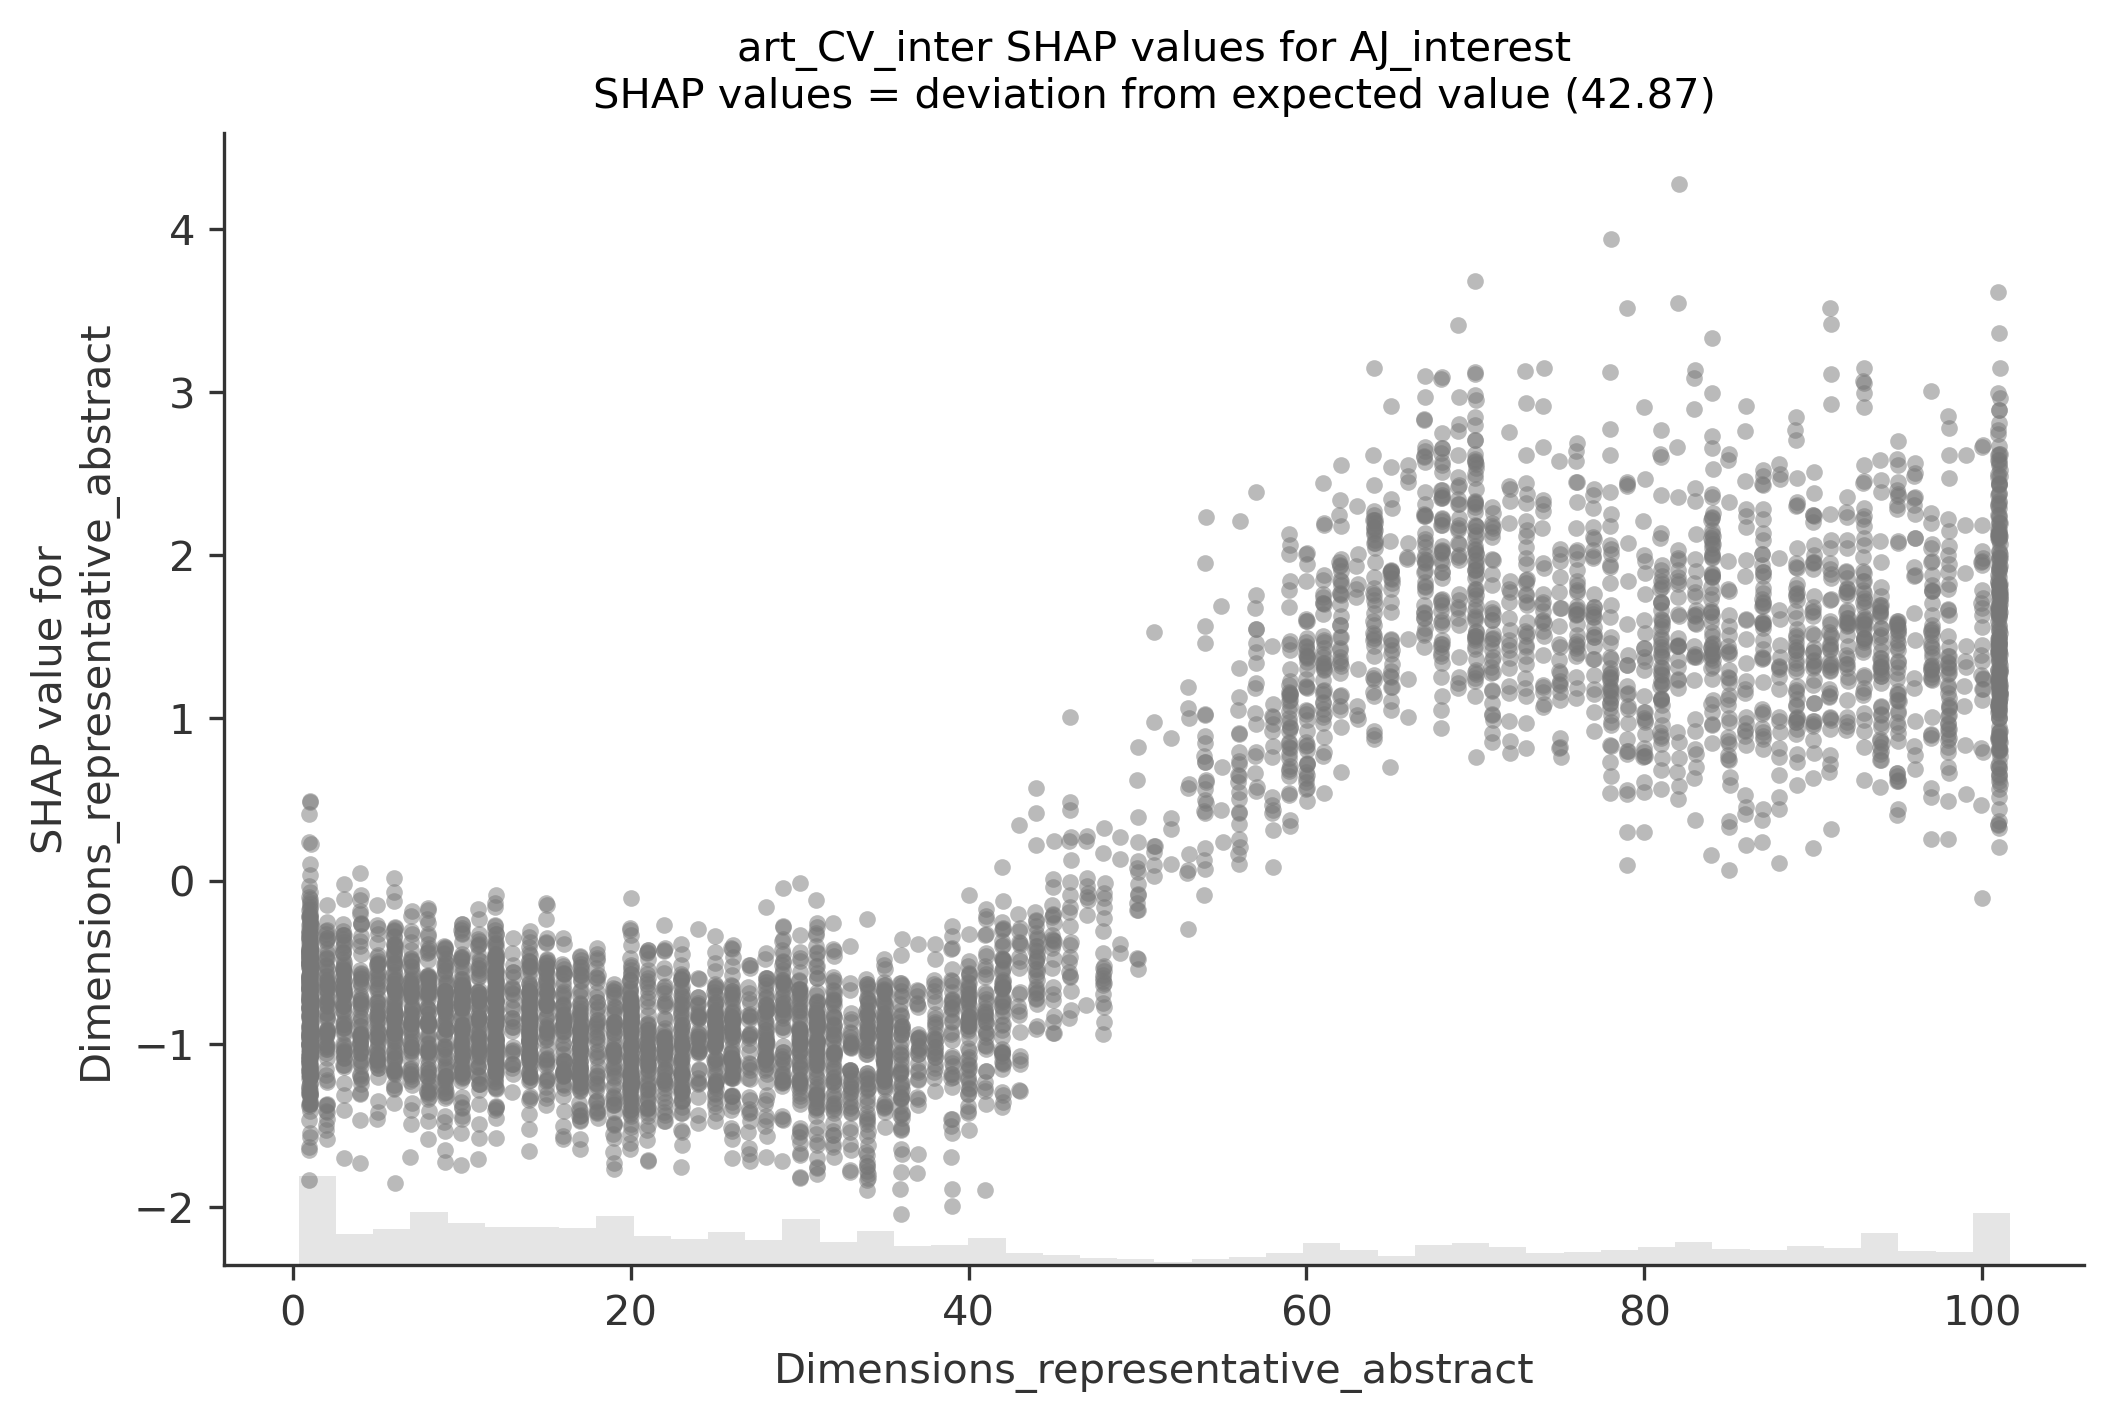 art_CV_inter SHAP values for AJ_interest
SHAP values = deviation from expected value (42.87)
SHAP value for
Dimensions_representative_abstract
4
3
2
1
0
−1
−2
0
20
40
60
80
100
Dimensions_representative_abstract